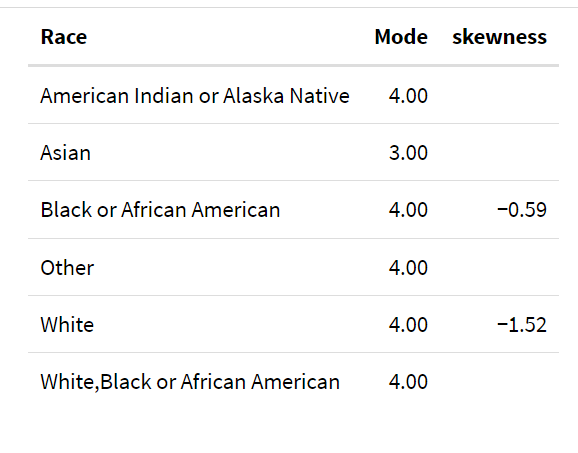 Race Mode skewness
American Indian or Alaska Native 4.00
Asian 3.00
Black or African American 4.00 −0.59
Other 4.00
White 4.00 −1.52
White,Black or African American 4.00